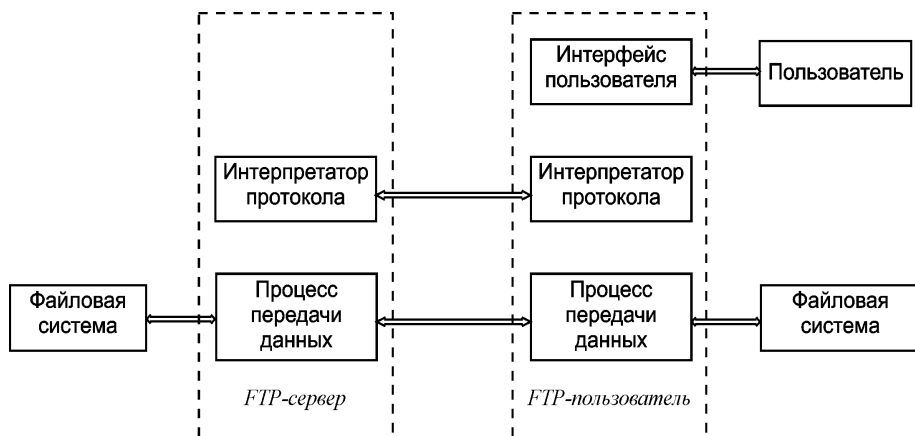 Интерфейс
пользователя
Пользователь
Интерпретатор
протокола
Интерпретатор
протокола
Файловая
система
Процесс
передачи
данных
Процесс
передачи
данных
Файловая
система
FTP-сервер
FTP-пользователь